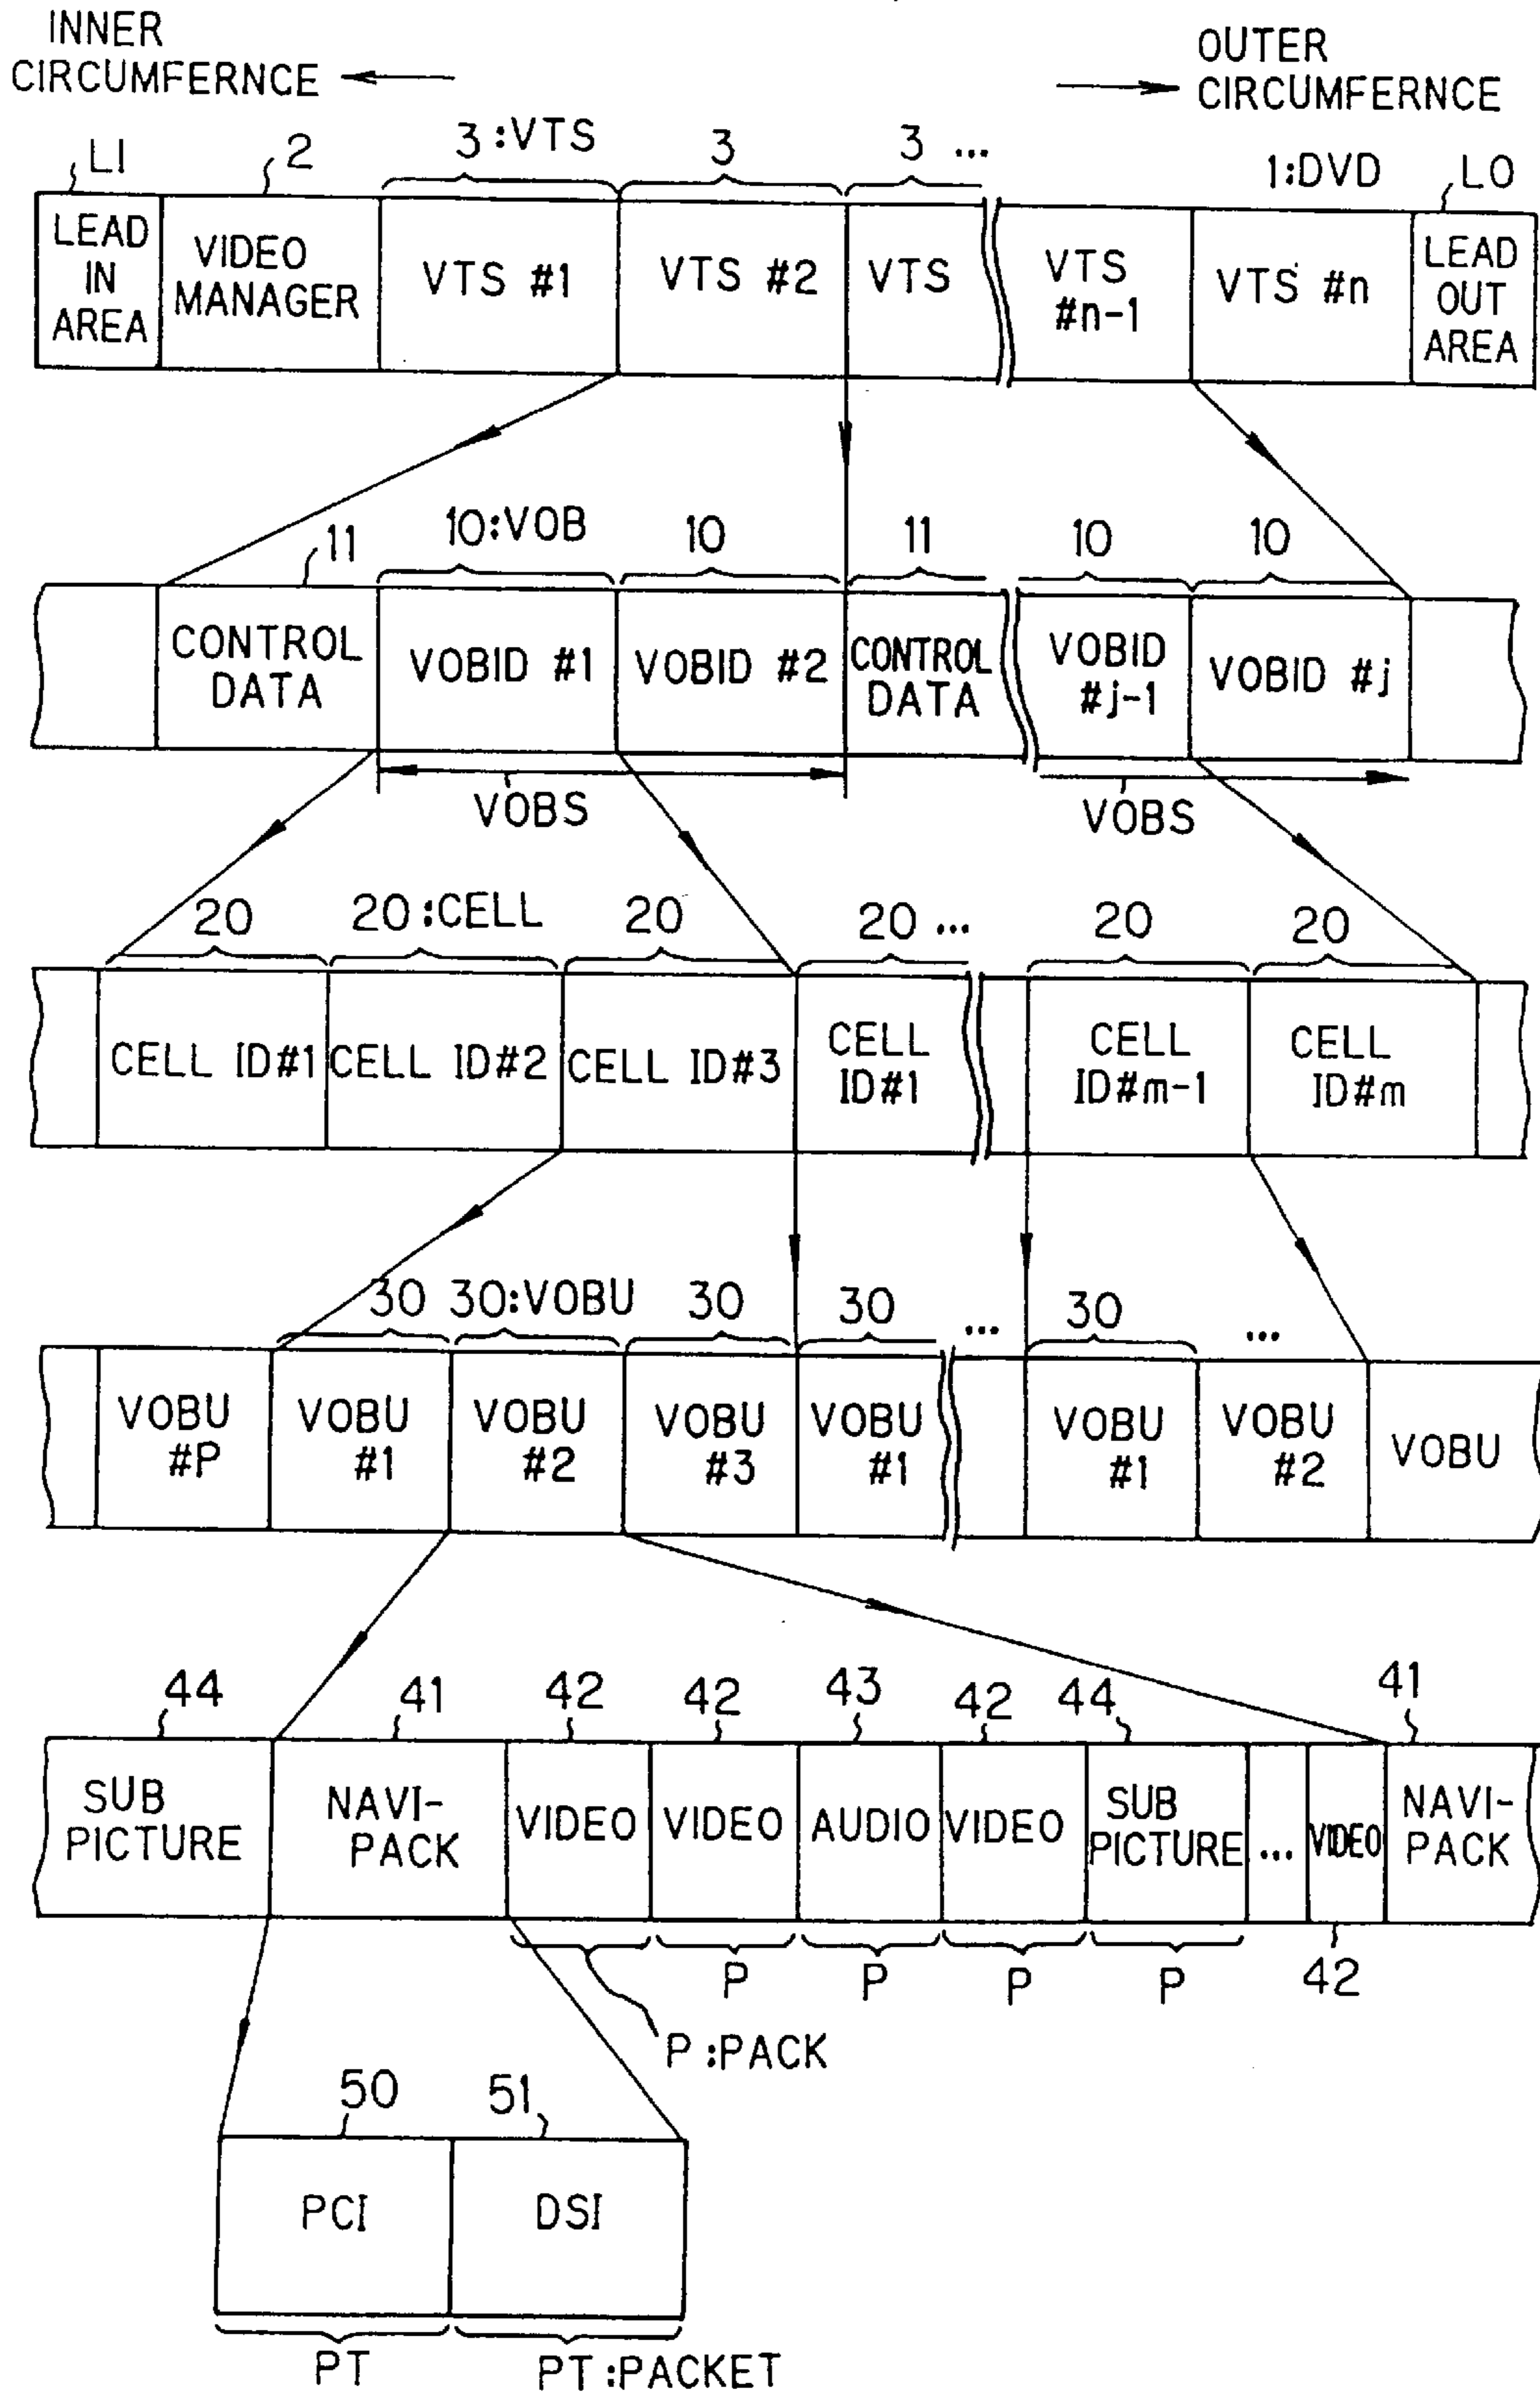 INNER
CIRCUMFERNCE
OUTER
CIRCUMFERNCE
LI
2
3:VTS
3
3 ...
1:DVD
LO
LEAD
IN
AREA
VIDEO
MANAGER
VTS #1
VTS #2
VTS
VTS
#n-1
VTS #n
LEAD
OUT
AREA
11
10:VOB
10
11
10
10
CONTROL
DATA
VOBID #1
VOBID #2
CONTROL
DATA
VOBID
#j-1
VOBID #j
VOBS
VOBS
20
20:CELL
20
20 ...
20
20
CELL ID#1
CELL ID#2
CELL ID#3
CELL
ID#1
CELL
ID#m-1
CELL
ID#m
30
30:VOBU
30
30
...
30
...
VOBU
#P
VOBU
#1
VOBU
#2
VOBU
#3
VOBU
#1
VOBU
#1
VOBU
#2
VOBU
44
41
42
42
43
42
44
41
SUB
PICTURE
NAVI-
PACK
VIDEO
VIDEO
AUDIO
VIDEO
SUB
PICTURE
...
VIDEO
NAVI-
PACK
P
P
P
P
42
P:PACK
50
51
PCI
DSI
PT
PT:PACKET